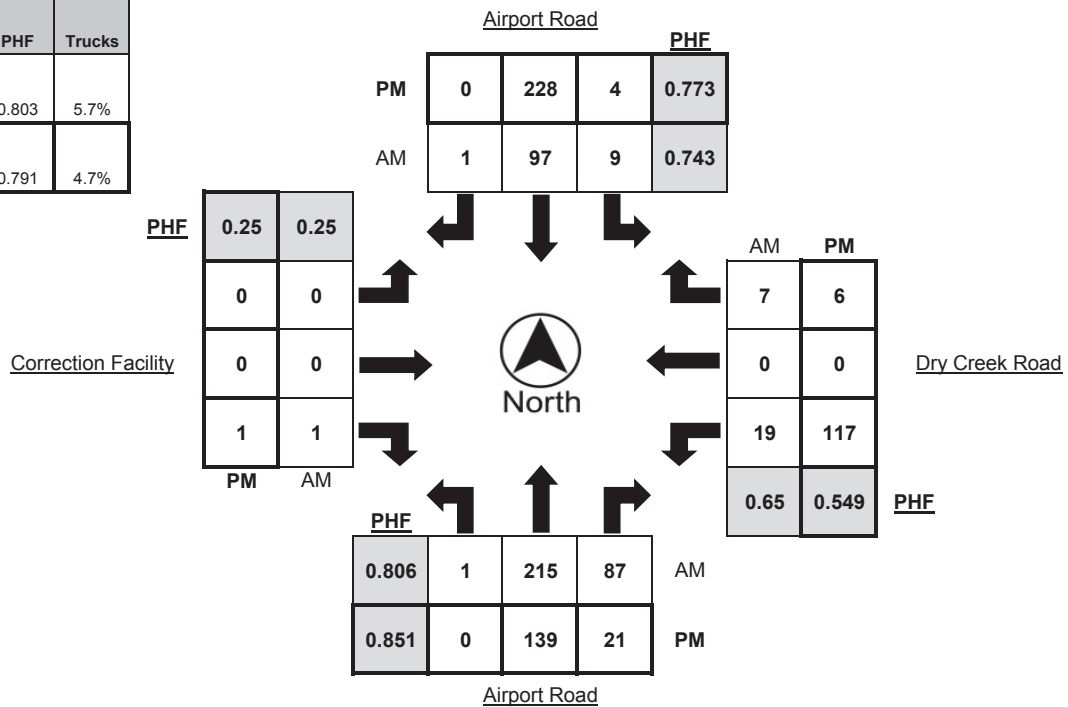 Airport Road
PHF Trucks
PHF
PM 0 228 4 0.773
0.803 5.7%
AM 1 97 9 0.743
0.791 4.7%
PHF 0.25 0.25
AM PM
0 0
7 6
Correction Facility 0 0
North
0 0 Dry Creek Road
1 1
19 117
PM AM
0.65 0.549 PHF
PHF
0.806 1 215 87 AM
0.851 0 139 21 PM
Airport Road